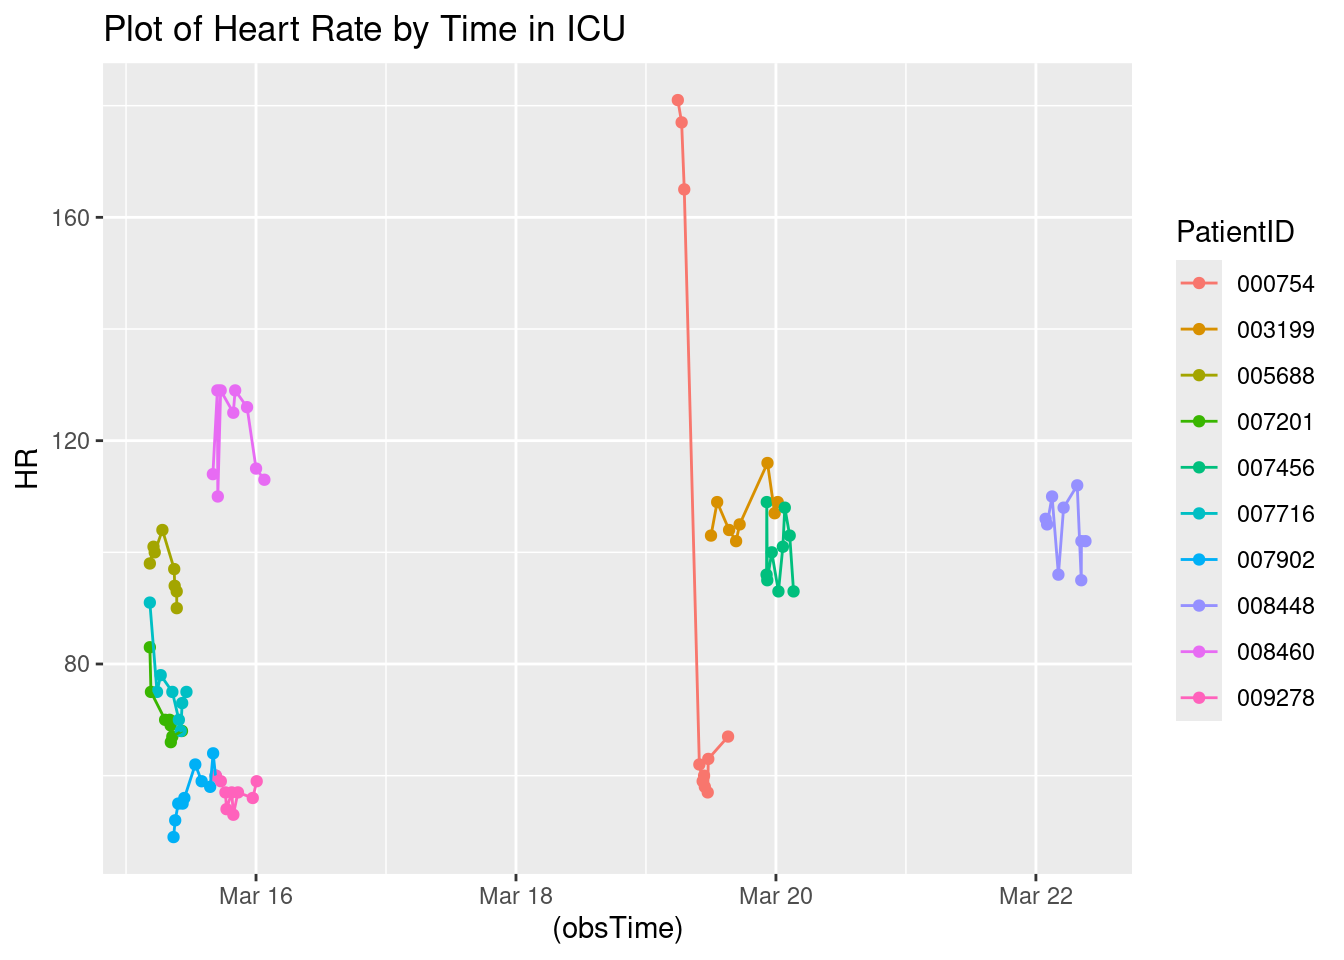 Plot of Heart Rate by Time in ICU
HR
160
120
80
Mar 16
Mar 18
Mar 20
Mar 22
(obsTime)
PatientID
000754
003199
005688
007201
007456
007716
007902
008448
008460
009278